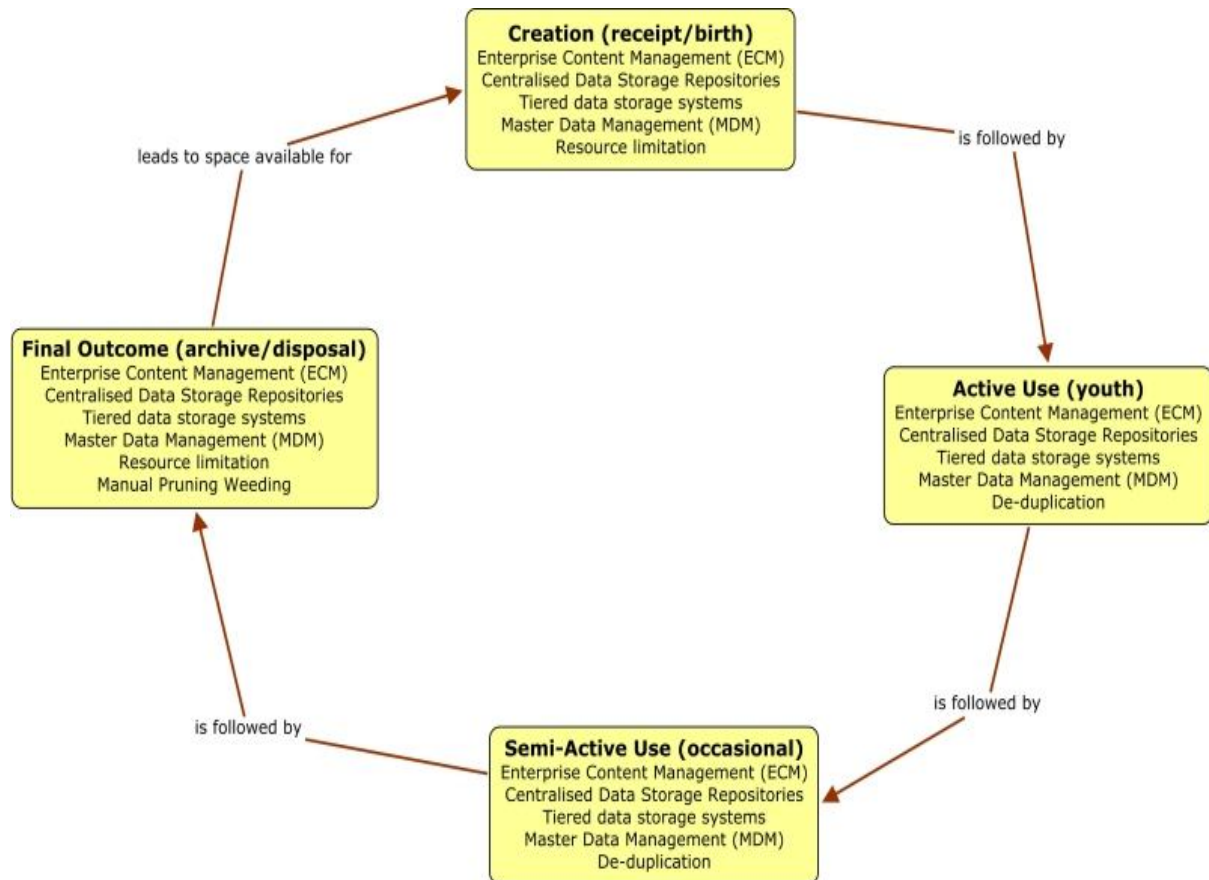 Creation (receipt/birth)
Enterprise Content Management (ECM)
Centralised Data Storage Repositories
Tiered data storage systems
Master Data Management (MDM)
Resource limitation
is followed by
Active Use (youth)
Enterprise Content Management (ECM)
Centralised Data Storage Repositories
Tiered data storage systems
Master Data Management (MDM)
De-duplication
is followed by
Semi-Active Use (occasional)
Enterprise Content Management (ECM)
Centralised Data Storage Repositories
Tiered data storage systems
Master Data Management (MDM)
De-duplication
is followed by
Final Outcome (archive/disposal)
Enterprise Content Management (ECM)
Centralised Data Storage Repositories
Tiered data storage systems
Master Data Management (MDM)
Resource limitation
Manual Pruning Weeding
leads to space available for